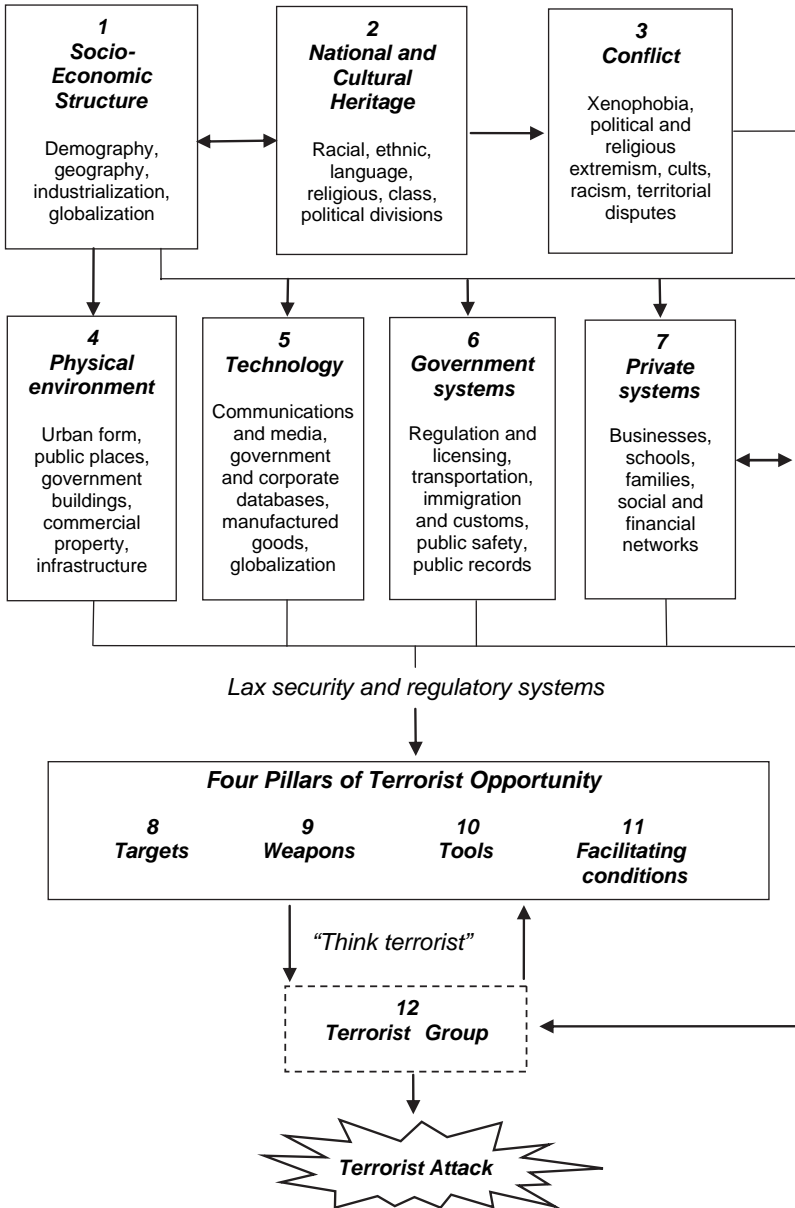 1
Socio-
Economic
Structure
Demography,
geography,
industrialization,
globalization
2
National and
Cultural
Heritage
Racial, ethnic,
language,
religious, class,
political divisions
3
Conflict
Xenophobia,
political and
religious
extremism, cults,
racism, territorial
disputes
4
Physical
environment
Urban form,
public places,
government
buildings,
commercial
property,
infrastructure
5
Technology
Communications
and media,
government
and corporate
databases,
manufactured
goods,
globalization
6
Government
systems
Regulation and
licensing,
transportation,
immigration
and customs,
public safety,
public records
7
Private
systems
Businesses,
schools,
families,
social and
financial
networks
Lax security and regulatory systems
Four Pillars of Terrorist Opportunity
8
Targets
9
Weapons
10
Tools
11
Facilitating
conditions
“Think terrorist”
12
Terrorist Group
Terrorist Attack